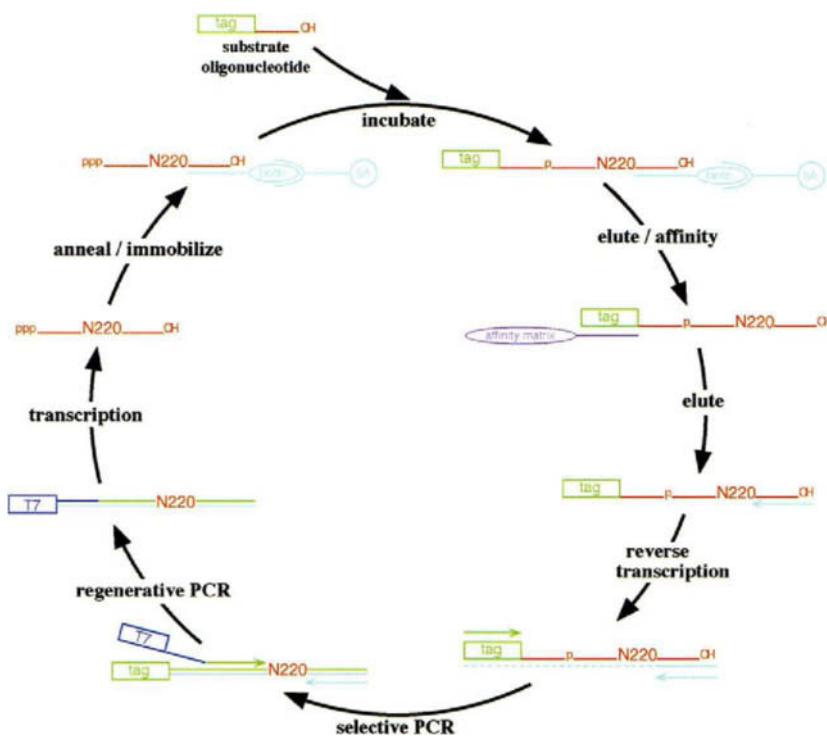 tag OH
substrate
oligonucleotide
incubate
ppp N220 OH
tag p N220 OH
anneal / immobilize
elute / affinity
ppp N220 OH
tag p N220
affinity matrix
transcription
elute
T7 N220
tag p N220 OH
reverse
transcription
regenerative PCR
T7
tag N220
tag p N220 OH
selective PCR